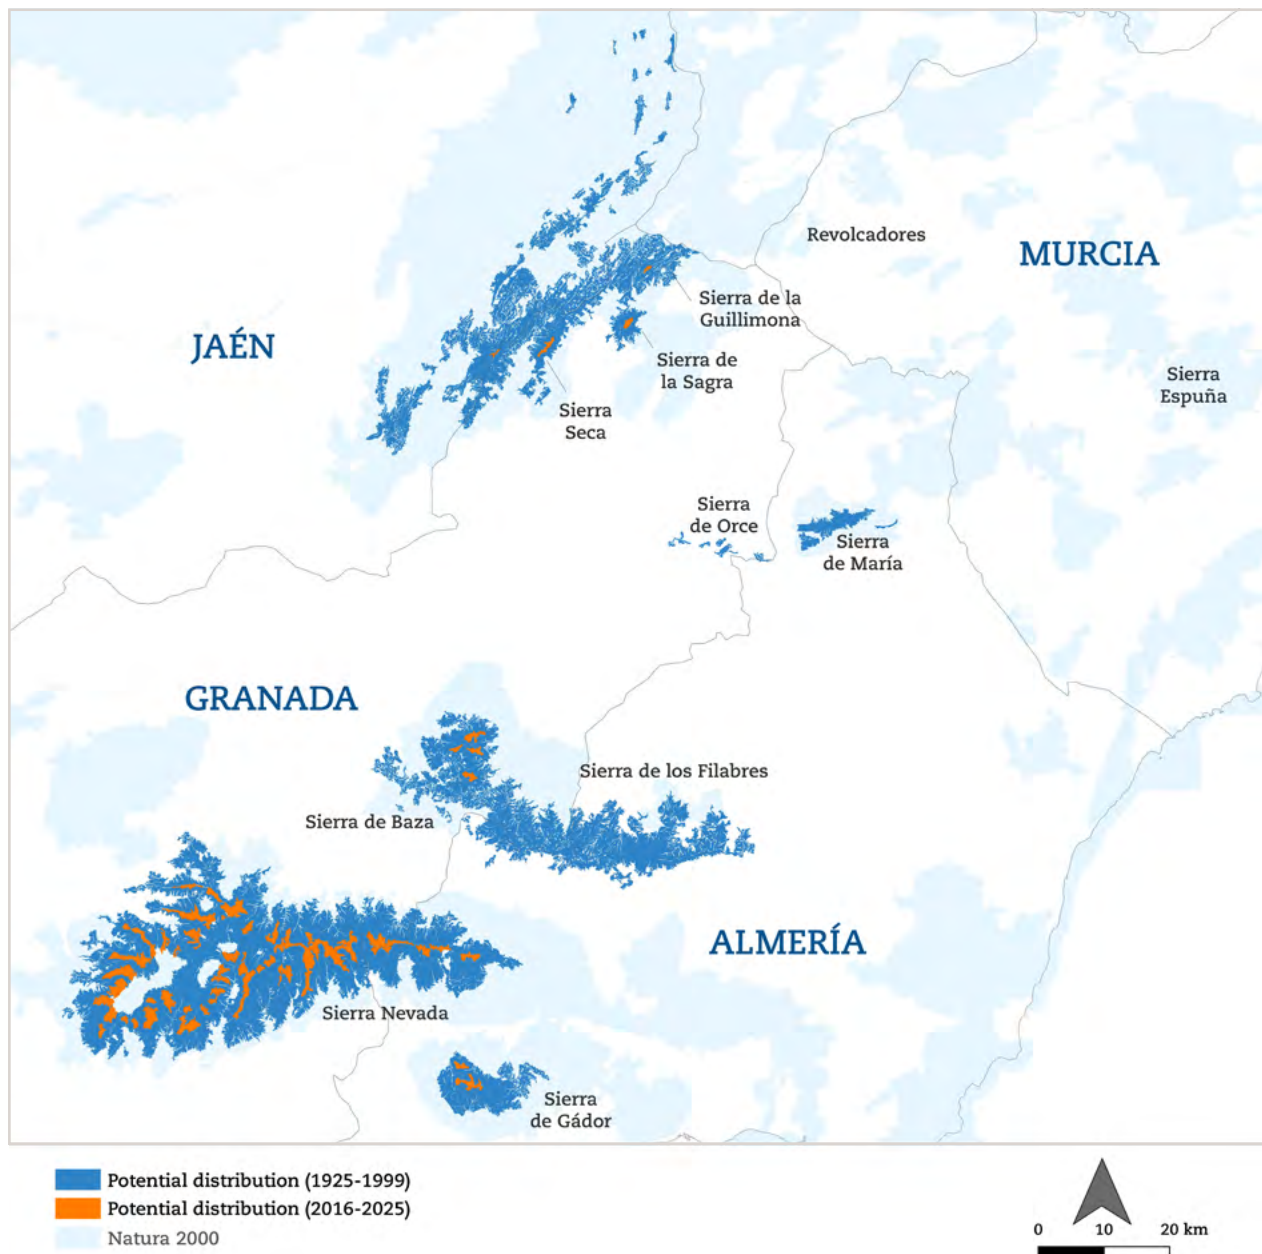 Revolcadores
MURCIA
Sierra de la
Guillimona
JAÉN
Sierra de
la Sagra
Sierra
Espuña
Sierra
Seca
Sierra
de Orce
Sierra
de María
GRANADA
Sierra de los Filabres
Sierra de Baza
ALMERÍA
Sierra Nevada
Sierra
de Gádor
Potential distribution (1925-1999)
Potential distribution (2016-2025)
Natura 2000
0 10 20 km